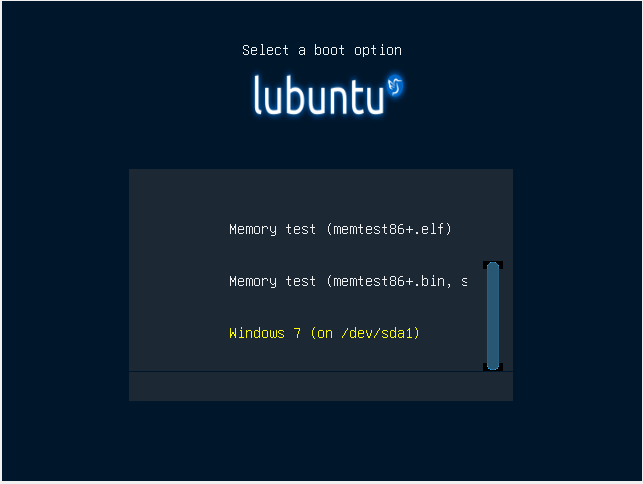 Select a boot option
lubuntu
Memory test (memtest86+.elf)
Memory test (memtest86+.bin, s
Windows 7 (on /dev/sda1)